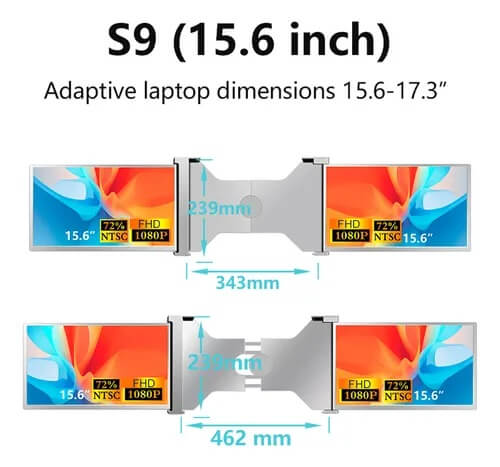 S9 (15.6 inch)
Adaptive laptop dimensions 15.6-17.3”
239mm
15.6”
72%
NTSC
FHD
1080P
FHD
1080P
72%
NTSC
15.6”
343mm
239mm
15.6”
72%
NTSC
FHD
1080P
FHD
1080P
72%
NTSC
15.6”
462 mm